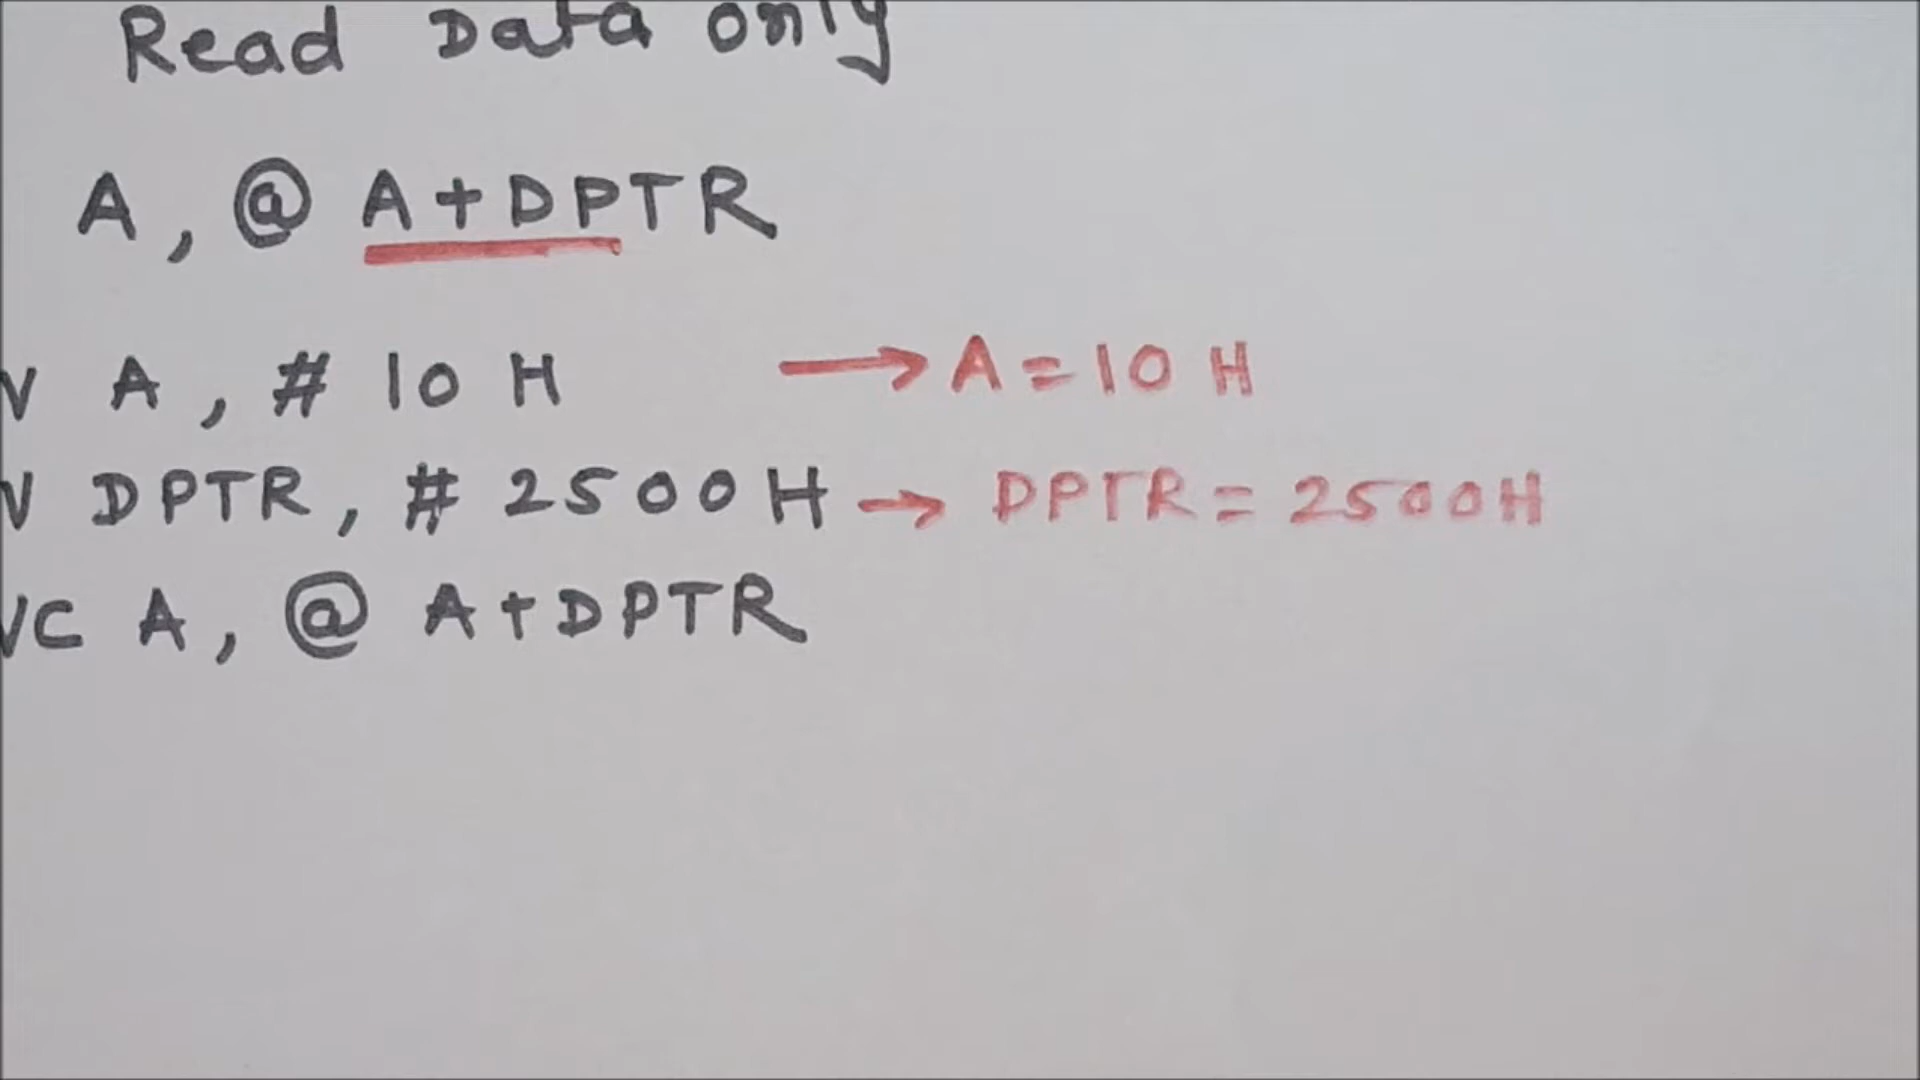 Read Data only
A, @ A+DPTR
V A, # 10 H → A = 10 H
V DPTR, # 2500H → DPTR = 2500H
VC A, @ A+DPTR